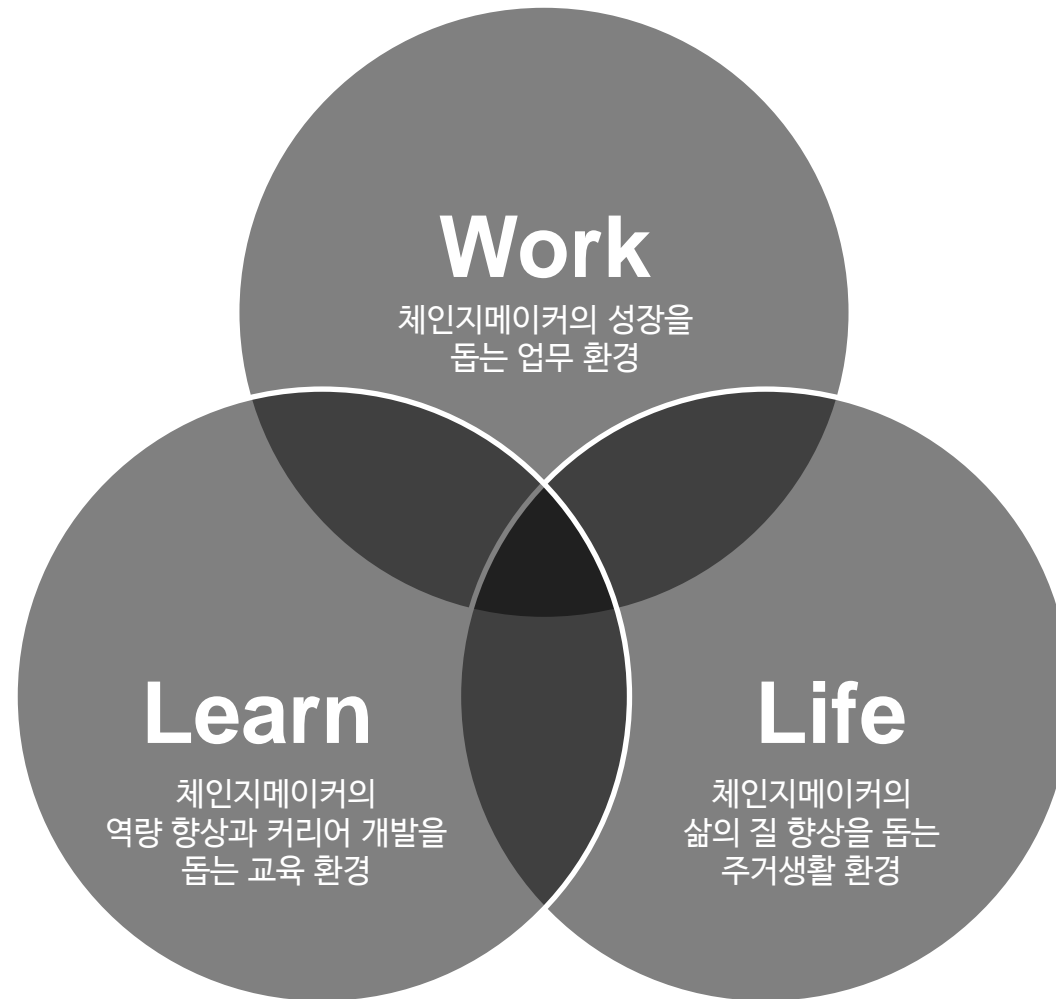 Work
체인지메이커의 성장을
돕는 업무 환경
Learn
체인지메이커의
역량 향상과 커리어 개발을
돕는 교육 환경
Life
체인지메이커의
삶의 질 향상을 돕는
주거생활 환경